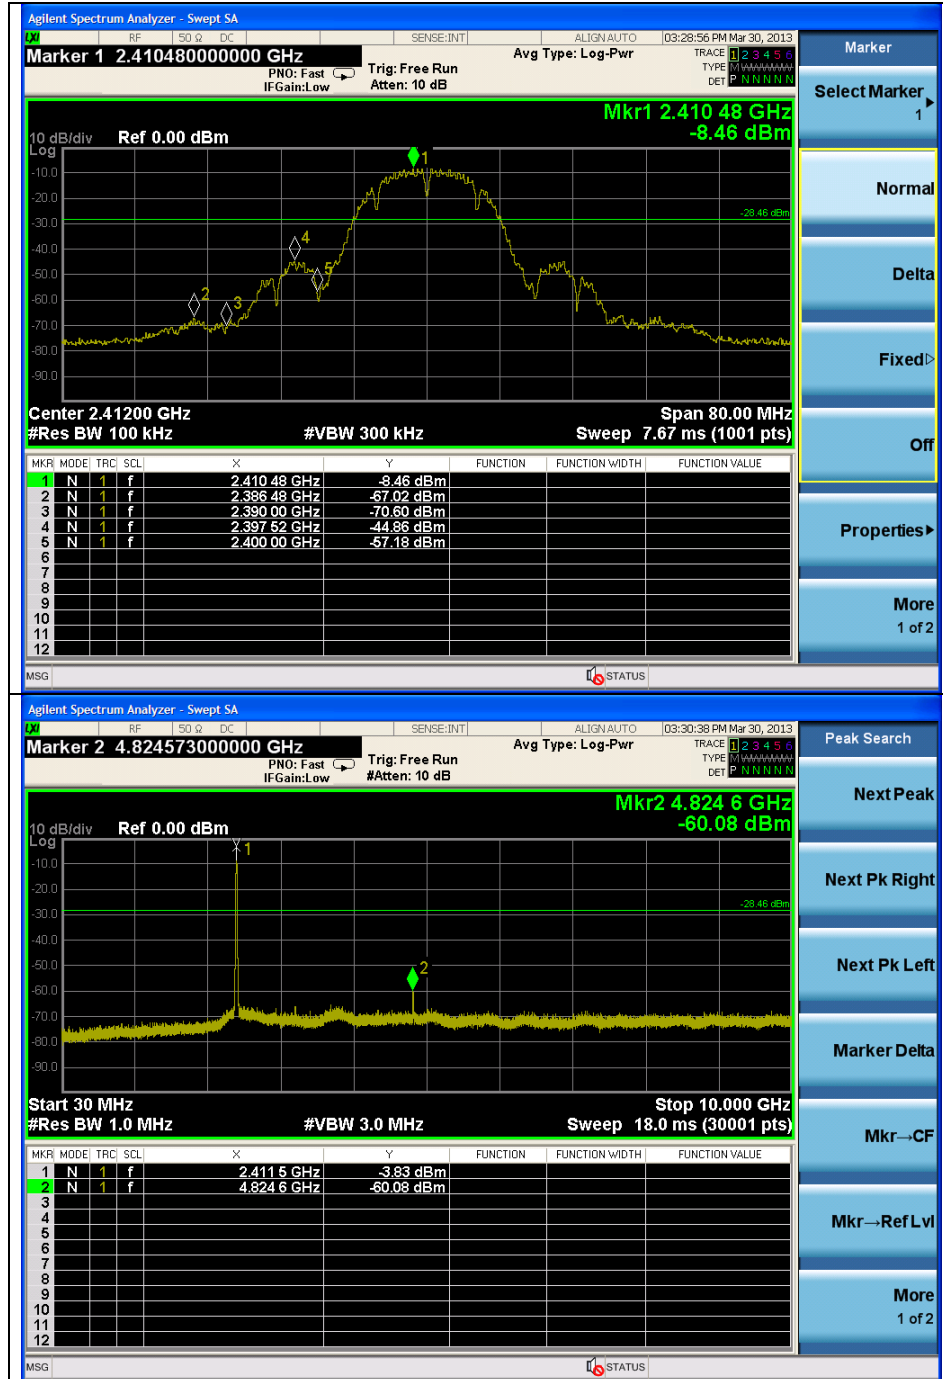 Agilent Spectrum Analyzer - Swept SA
LXI RF 50 Ω DC SENSE:INT ALIGN AUTO 03:28:56 PM Mar 30, 2013
Marker 1 2.410480000000 GHz
PNO: Fast
IFGain:Low
Trig: Free Run
Atten: 10 dB
Avg Type: Log-Pwr
TRACE 1 2 3 4 5 6
TYPE M
DET P N N N N N
Mkr1 2.410 48 GHz
-8.46 dBm
10 dB/div Ref 0.00 dBm
Log
-10.0
-20.0
-30.0
-40.0
-50.0
-60.0
-70.0
-80.0
-90.0
1
-28.46 dBm
4
5
2
3
Center 2.41200 GHz Span 80.00 MHz
#Res BW 100 kHz #VBW 300 kHz Sweep 7.67 ms (1001 pts)
MKR MODE TRC SCL X Y FUNCTION FUNCTION WIDTH FUNCTION VALUE
1 N 1 f 2.410 48 GHz -8.46 dBm
2 N 1 f 2.386 48 GHz -67.02 dBm
3 N 1 f 2.390 00 GHz -70.60 dBm
4 N 1 f 2.397 52 GHz -44.86 dBm
5 N 1 f 2.400 00 GHz -57.18 dBm
6
7
8
9
10
11
12
MSG STATUS
Marker
Select Marker
1
Normal
Delta
Fixed
Off
Properties
More
1 of 2
Agilent Spectrum Analyzer - Swept SA
LXI RF 50 Ω DC SENSE:INT ALIGN AUTO 03:30:38 PM Mar 30, 2013
Marker 2 4.824573000000 GHz
PNO: Fast
IFGain:Low
Trig: Free Run
#Atten: 10 dB
Avg Type: Log-Pwr
TRACE 1 2 3 4 5 6
TYPE M
DET P N N N N N
Mkr2 4.824 6 GHz
-60.08 dBm
10 dB/div Ref 0.00 dBm
Log
-10.0
-20.0
-30.0
-40.0
-50.0
-60.0
-70.0
-80.0
-90.0
1
-28.46 dBm
2
Start 30 MHz Stop 10.000 GHz
#Res BW 1.0 MHz #VBW 3.0 MHz Sweep 18.0 ms (30001 pts)
MKR MODE TRC SCL X Y FUNCTION FUNCTION WIDTH FUNCTION VALUE
1 N 1 f 2.411 5 GHz -3.83 dBm
2 N 1 f 4.824 6 GHz -60.08 dBm
3
4
5
6
7
8
9
10
11
12
MSG STATUS
Peak Search
Next Peak
Next Pk Right
Next Pk Left
Marker Delta
Mkr→CF
Mkr→Ref Lvl
More
1 of 2